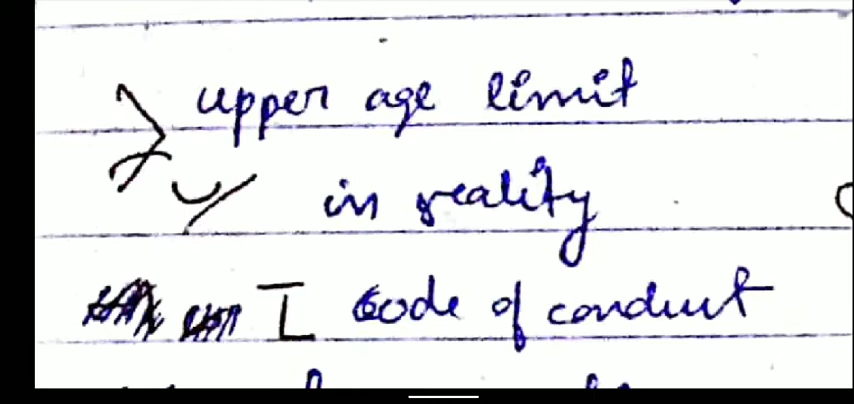 upper age limit
in reality
I code of conduct